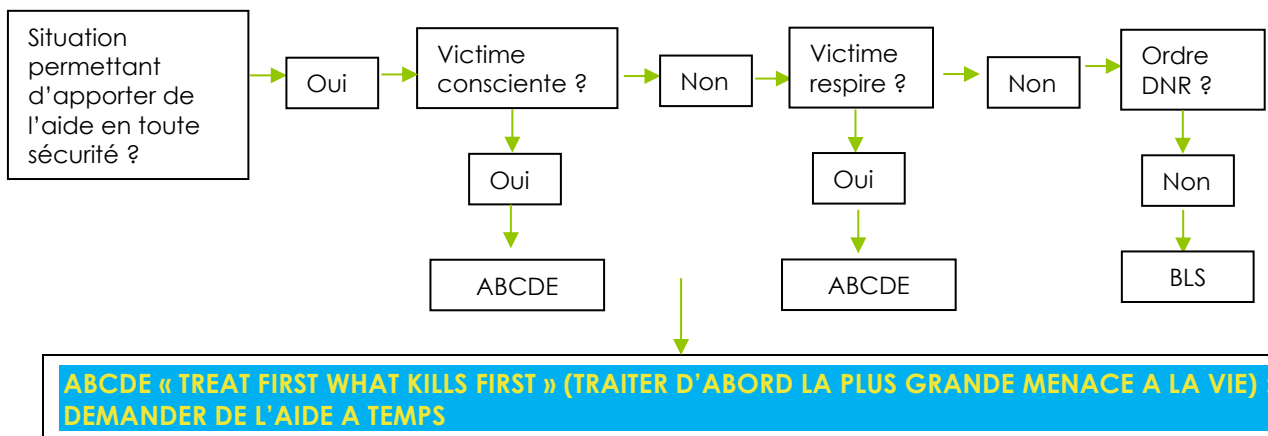 Situation
permettant
d'apporter de
l'aide en toute
sécurité ?
Oui
Victime
consciente ?
Non
Victime
respire ?
Non
Ordre
DNR ?
Oui
Oui
Non
ABCDE
ABCDE
BLS
ABCDE « TREAT FIRST WHAT KILLS FIRST » (TRAITER D'ABORD LA PLUS GRANDE MENACE A LA VIE)
DEMANDER DE L'AIDE A TEMPS